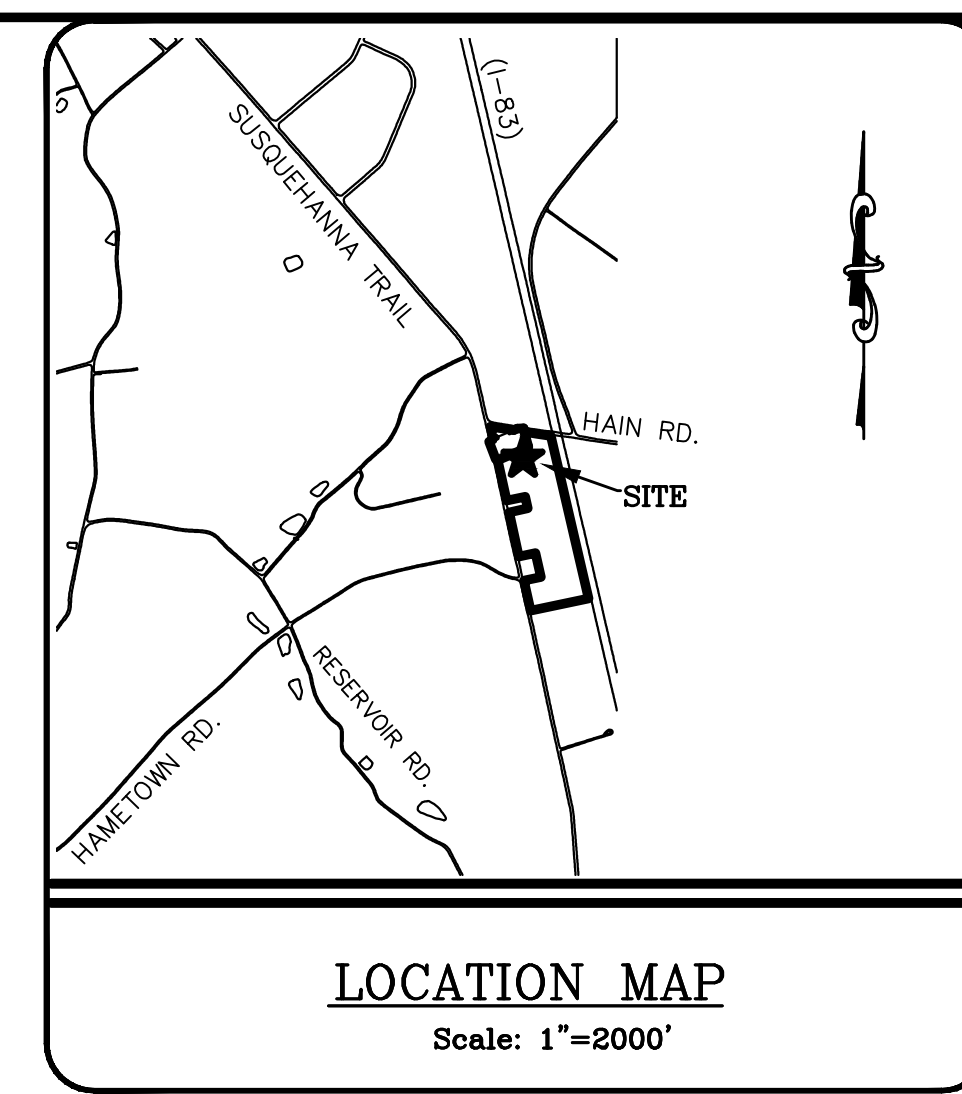 (I-83)
SUSQUEHANNA TRAIL
HAIN RD.
SITE
RESERVOIR RD.
HAMETOWN RD.
LOCATION MAP
Scale: 1"=2000'